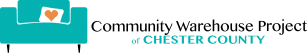 Community Warehouse Project
of CHESTER COUNTY